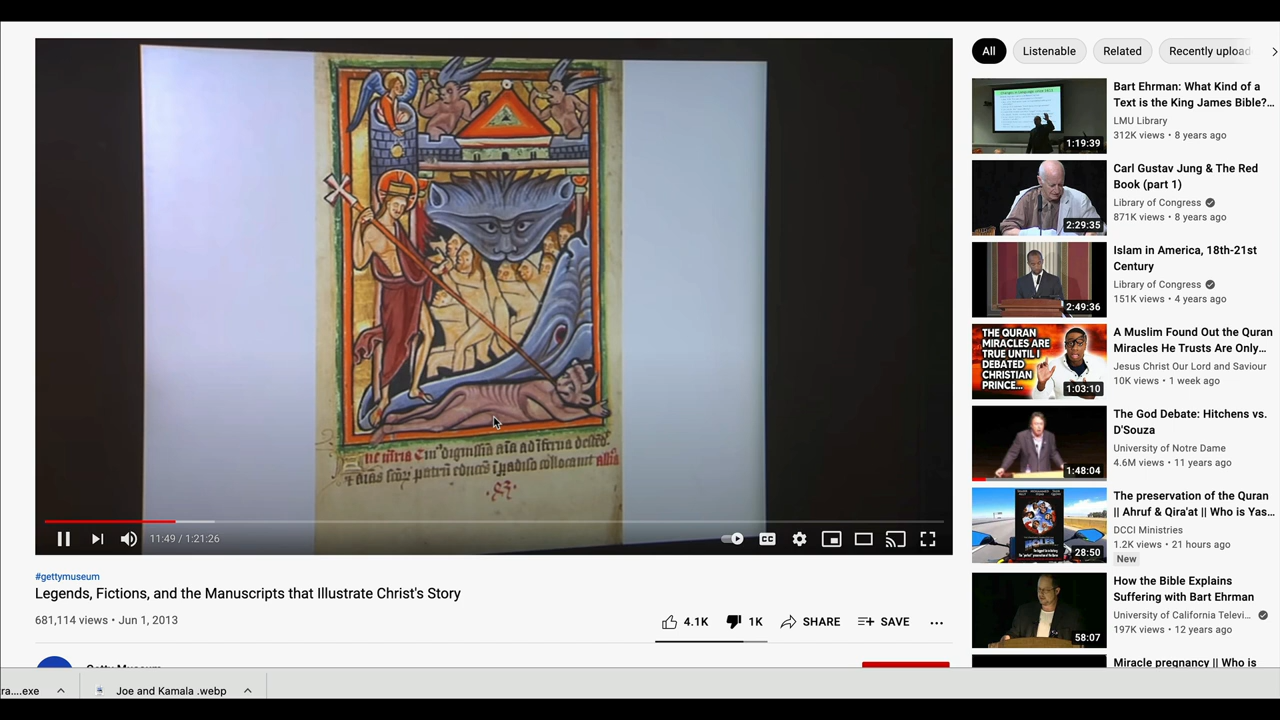 All
Listenable
Related
Recently upload
11:49 / 1:21:26
CC
#gettymuseum
Legends, Fictions, and the Manuscripts that Illustrate Christ's Story
681,114 views • Jun 1, 2013
4.1K
1K
SHARE
SAVE
Getty Museum
1:19:39
Bart Ehrman: What Kind of a
Text is the King James Bible?...
LMU Library
312K views • 8 years ago
2:29:35
Carl Gustav Jung & The Red
Book (part 1)
Library of Congress
871K views • 8 years ago
2:49:36
Islam in America, 18th-21st
Century
Library of Congress
151K views • 4 years ago
THE QURAN
MIRACLES ARE
TRUE UNTIL I
DEBATED
CHRISTIAN
PRINCE...
1:03:10
A Muslim Found Out the Quran
Miracles He Trusts Are Only...
Jesus Christ Our Lord and Saviour
10K views • 1 week ago
1:48:04
The God Debate: Hitchens vs.
D'Souza
University of Notre Dame
4.6M views • 11 years ago
HOLES
28:50
The preservation of the Quran
|| Ahruf & Qira'at || Who is Yas...
DCCI Ministries
1.2K views • 21 hours ago
New
58:07
How the Bible Explains
Suffering with Bart Ehrman
University of California Televi...
197K views • 12 years ago
Miracle pregnancy || Who is
ra....exe
Joe and Kamala .webp